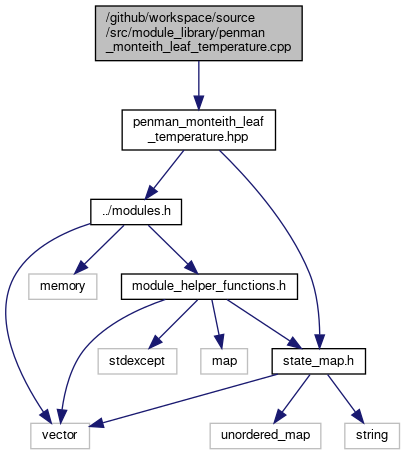 /github/workspace/source
/src/module_library/penman
_monteith_leaf_temperature.cpp
penman_monteith_leaf
_temperature.hpp
../modules.h
memory
module_helper_functions.h
stdexcept
map
state_map.h
vector
unordered_map
string